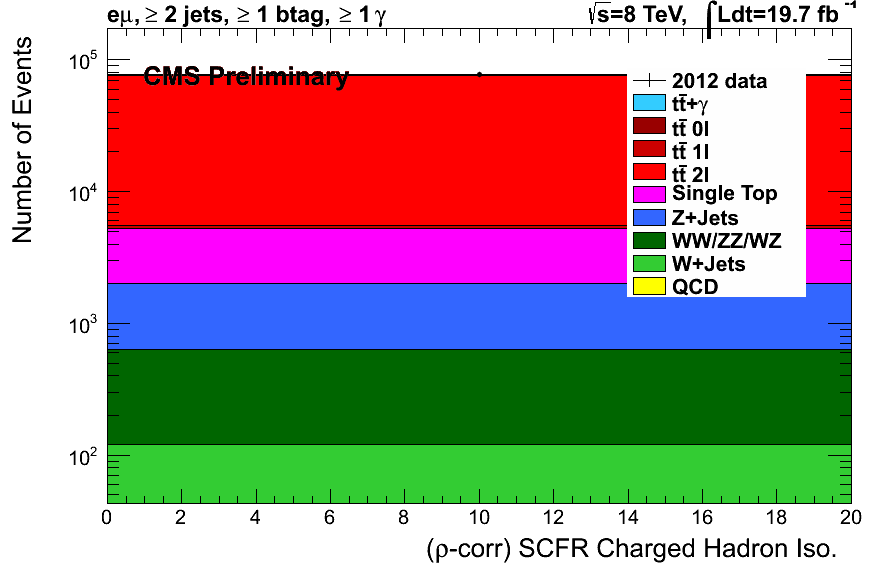 eμ, ≥ 2 jets, ≥ 1 btag, ≥ 1 γ
√s=8 TeV, ∫Ldt=19.7 fb⁻¹
Number of Events
10⁵
10⁴
10³
10²
CMS Preliminary
2012 data
tt̅+γ
tt̅ 0l
tt̅ 1l
tt̅ 2l
Single Top
Z+Jets
WW/ZZ/WZ
W+Jets
QCD
0 2 4 6 8 10 12 14 16 18 20
(ρ-corr) SCFR Charged Hadron Iso.